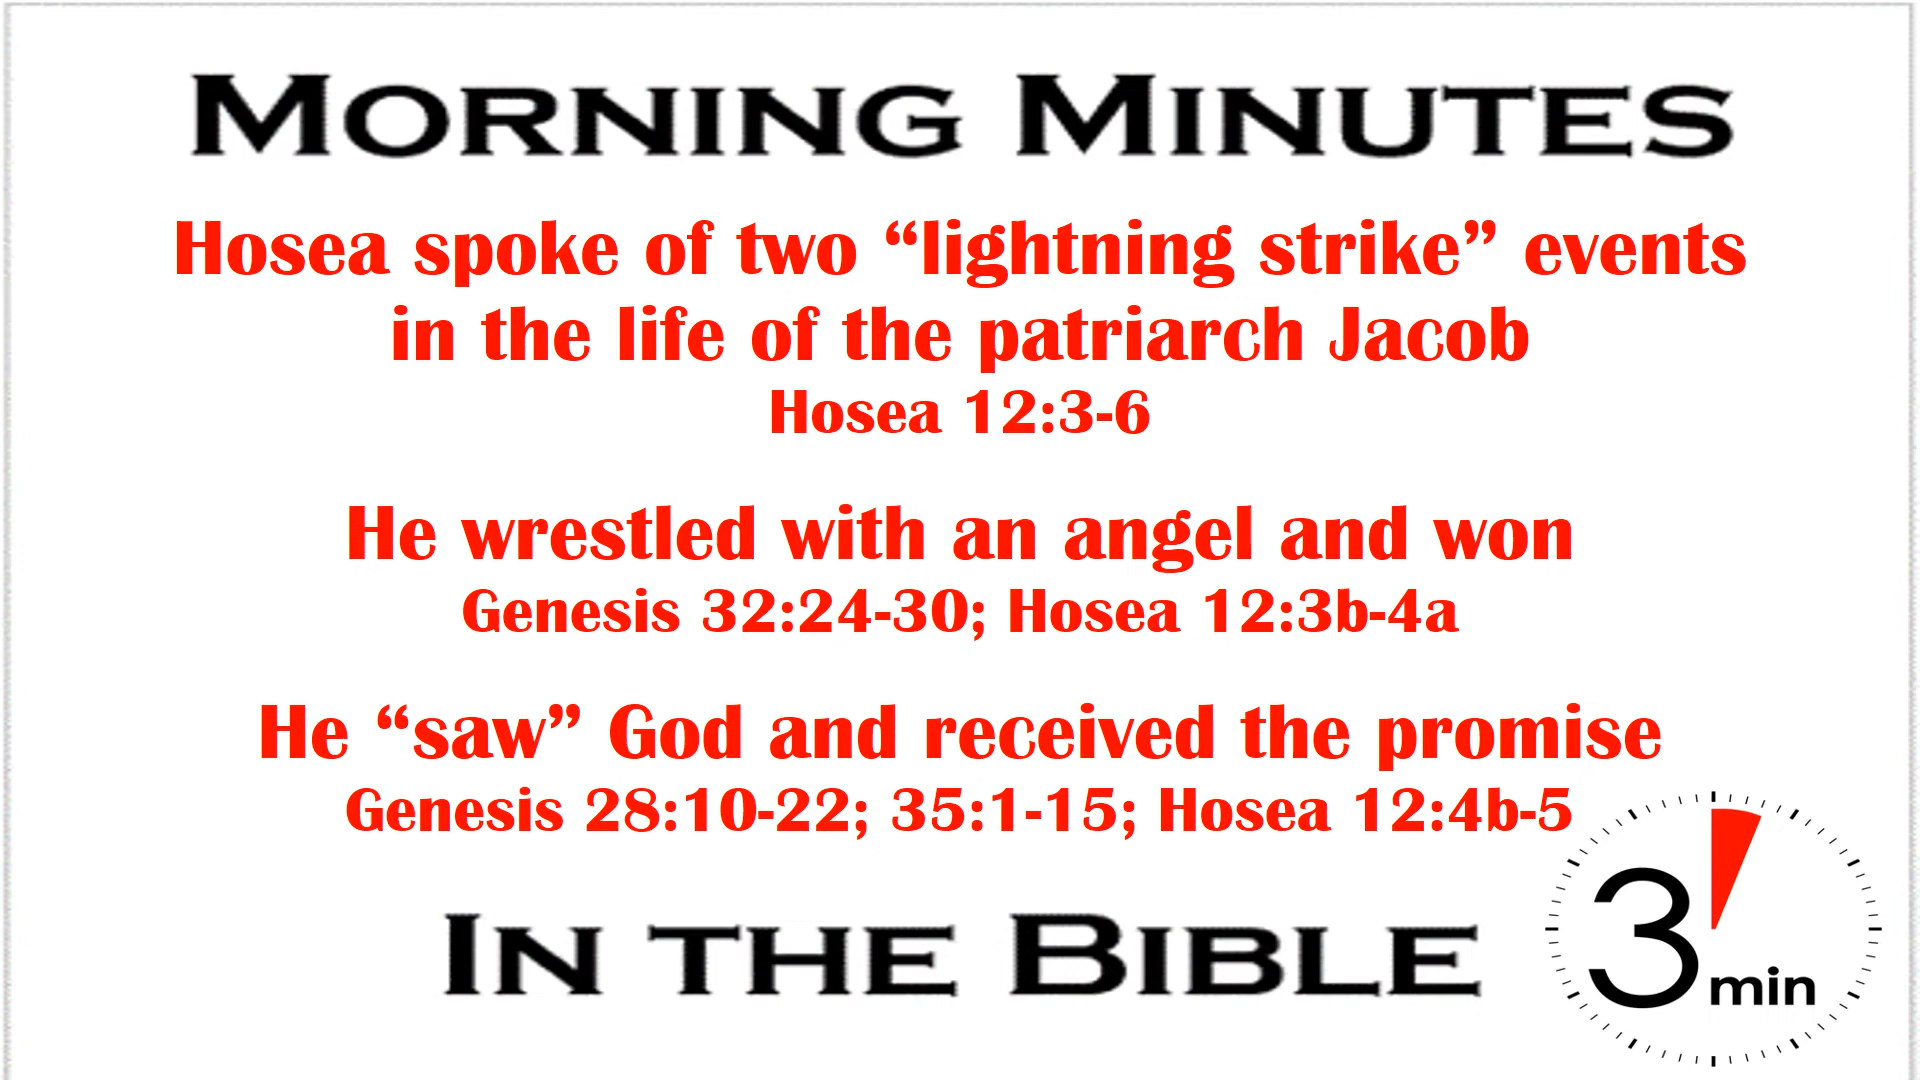 MORNING MINUTES
Hosea spoke of two “lightning strike” events
in the life of the patriarch Jacob
Hosea 12:3-6
He wrestled with an angel and won
Genesis 32:24-30; Hosea 12:3b-4a
He “saw” God and received the promise
Genesis 28:10-22; 35:1-15; Hosea 12:4b-5
IN THE BIBLE
3 min